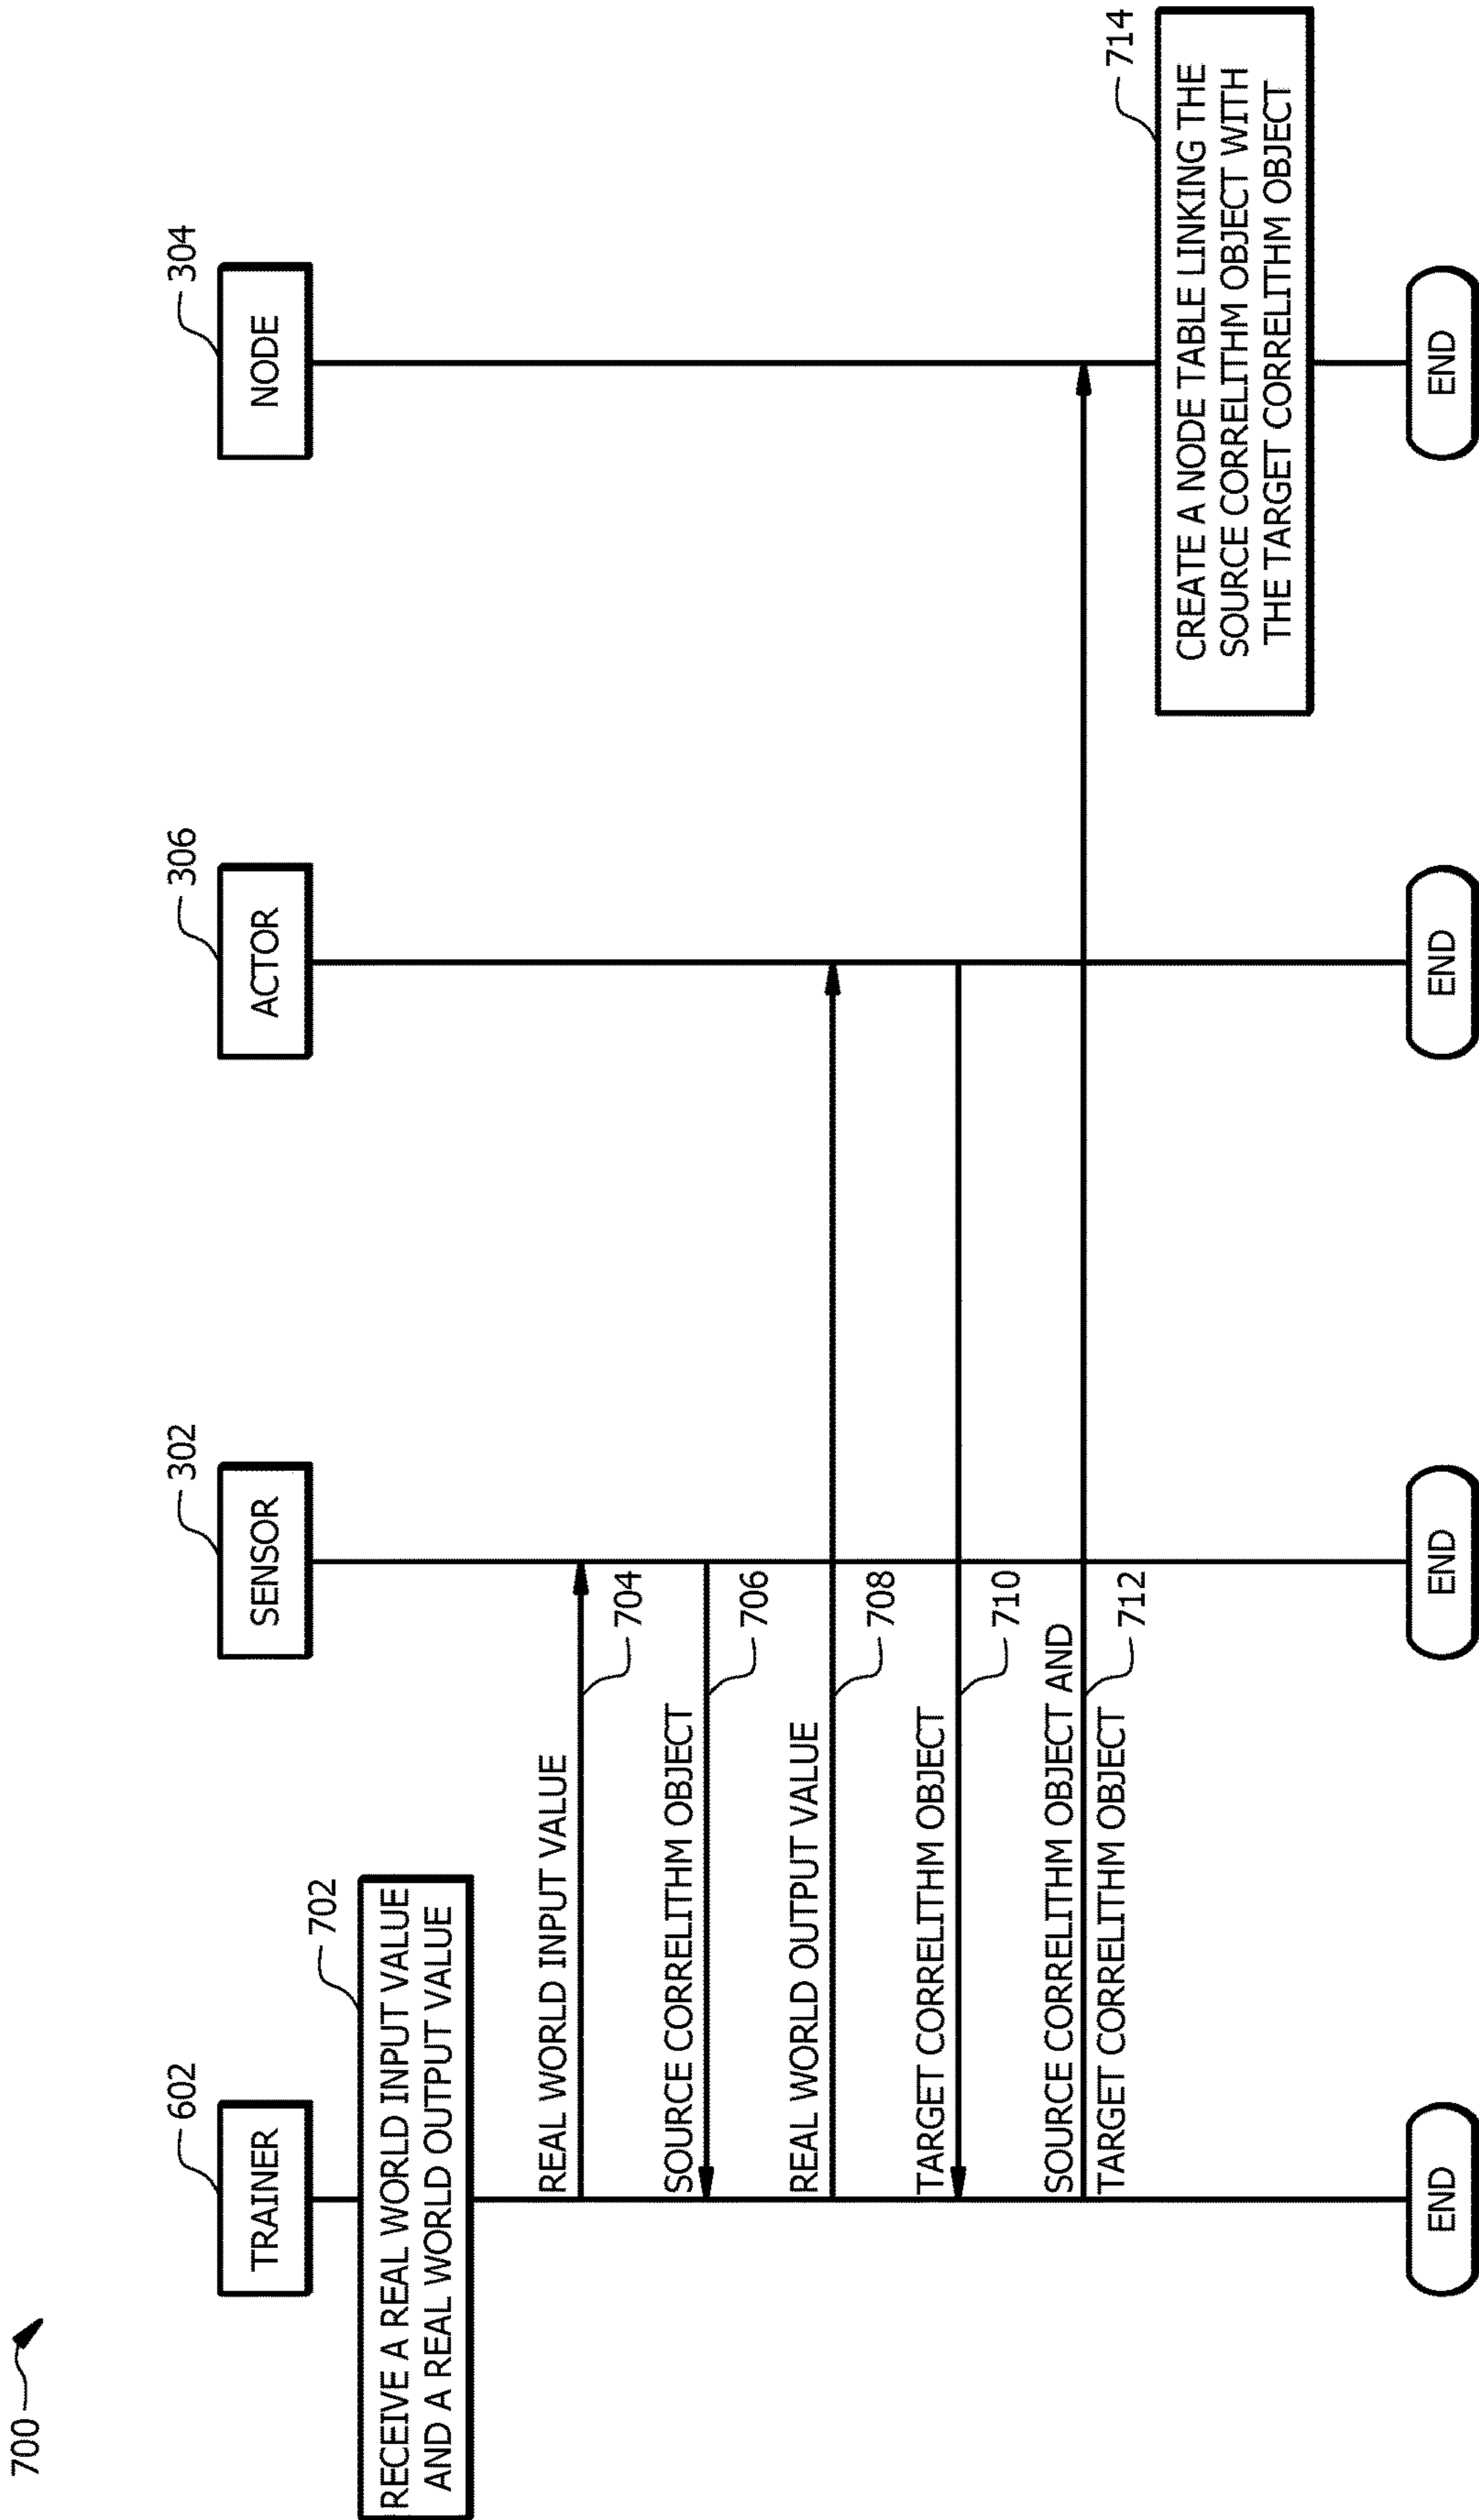 700
TRAINER
602
SENSOR
302
ACTOR
306
NODE
304
RECEIVE A REAL WORLD INPUT VALUE
AND A REAL WORLD OUTPUT VALUE
702
REAL WORLD INPUT VALUE
704
SOURCE CORRELITHM OBJECT
706
REAL WORLD OUTPUT VALUE
708
TARGET CORRELITHM OBJECT
710
SOURCE CORRELITHM OBJECT AND
TARGET CORRELITHM OBJECT
712
CREATE A NODE TABLE LINKING THE
SOURCE CORRELITHM OBJECT WITH
THE TARGET CORRELITHM OBJECT
714
END
END
END
END